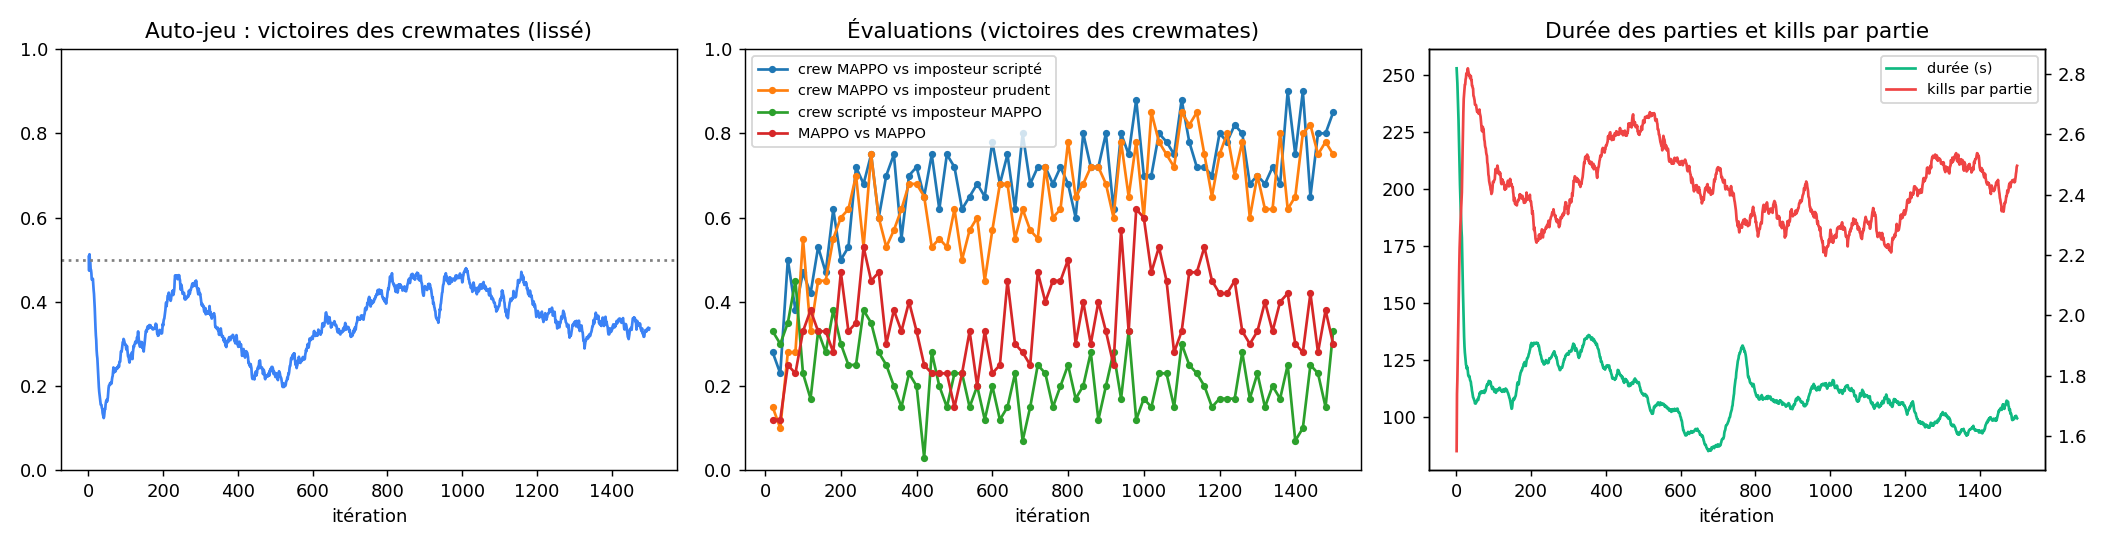 Auto-jeu : victoires des crewmates (lissé)
1.0
0.8
0.6
0.4
0.2
0.0
0 200 400 600 800 1000 1200 1400
itération
Évaluations (victoires des crewmates)
crew MAPPO vs imposteur scripté
crew MAPPO vs imposteur prudent
crew scripté vs imposteur MAPPO
MAPPO vs MAPPO
1.0
0.8
0.6
0.4
0.2
0.0
0 200 400 600 800 1000 1200 1400
itération
Durée des parties et kills par partie
durée (s)
kills par partie
250
225
200
175
150
125
100
2.8
2.6
2.4
2.2
2.0
1.8
1.6
0 200 400 600 800 1000 1200 1400
itération